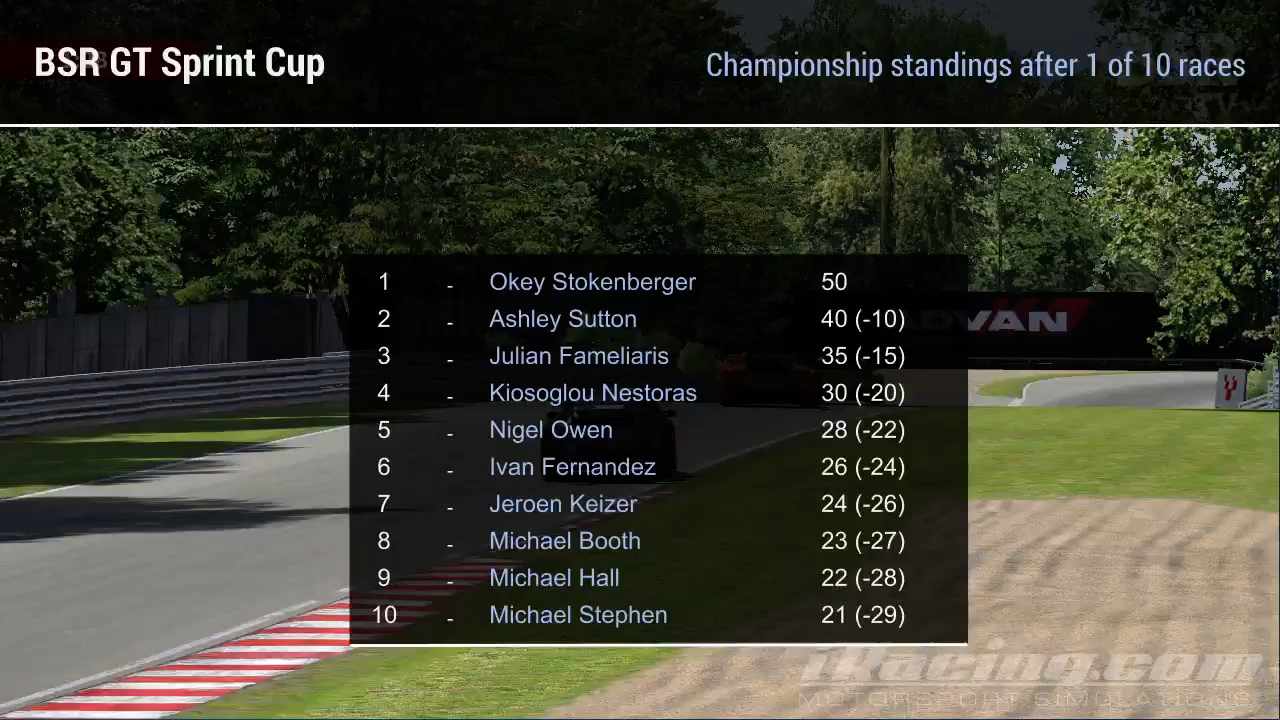 BSR GT Sprint Cup
Championship standings after 1 of 10 races
1 - Okey Stokenberger 50
2 - Ashley Sutton 40 (-10)
3 - Julian Fameliaris 35 (-15)
4 - Kiosoglou Nestoras 30 (-20)
5 - Nigel Owen 28 (-22)
6 - Ivan Fernandez 26 (-24)
7 - Jeroen Keizer 24 (-26)
8 - Michael Booth 23 (-27)
9 - Michael Hall 22 (-28)
10 - Michael Stephen 21 (-29)
ADVAN
iRacing.com
MOTORSPORT SIMULATIONS